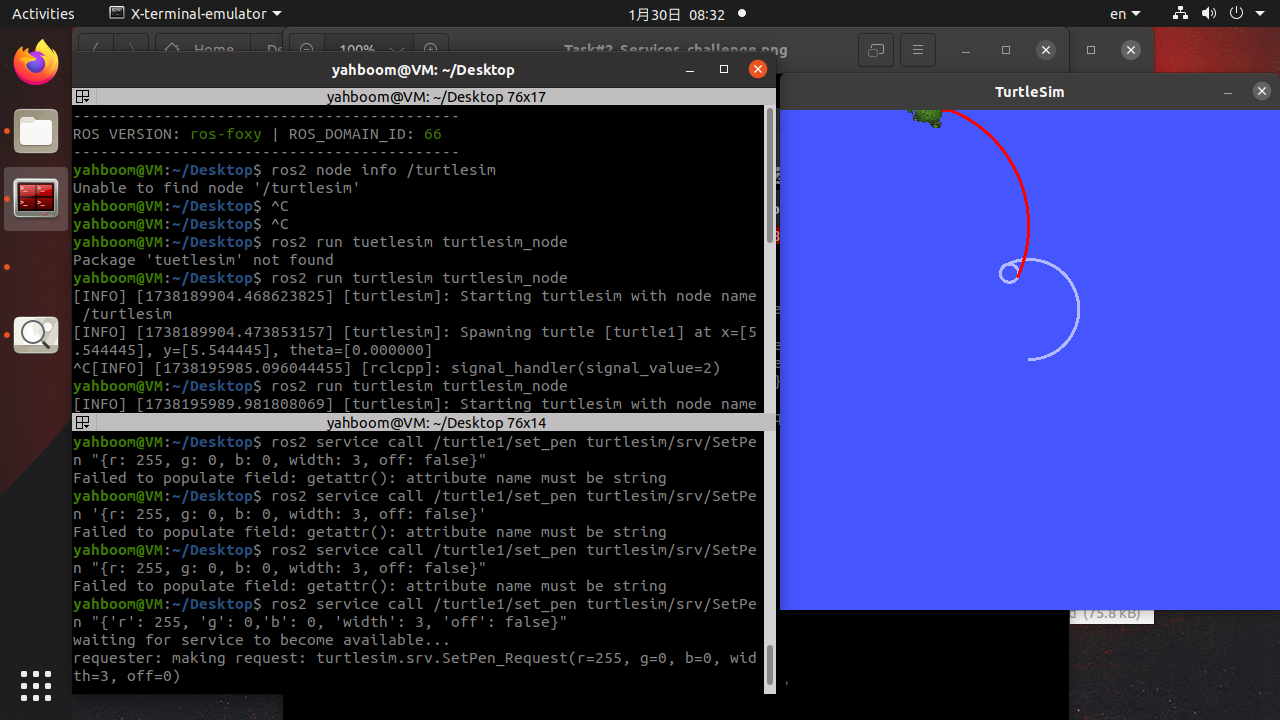 Activities
X-terminal-emulator
1月30日 08:32
en
Home
De
100%
Task#2 Services challenge.png
yahboom@VM: ~/Desktop
TurtleSim
yahboom@VM: ~/Desktop 76x17
--------------------------------------------
ROS VERSION: ros-foxy | ROS_DOMAIN_ID: 66
--------------------------------------------
yahboom@VM:~/Desktop$ ros2 node info /turtlesim
Unable to find node '/turtlesim'
yahboom@VM:~/Desktop$ ^C
yahboom@VM:~/Desktop$ ^C
yahboom@VM:~/Desktop$ ros2 run tuetlesim turtlesim_node
Package 'tuetlesim' not found
yahboom@VM:~/Desktop$ ros2 run turtlesim turtlesim_node
[INFO] [1738189904.468623825] [turtlesim]: Starting turtlesim with node name
/turtlesim
[INFO] [1738189904.473853157] [turtlesim]: Spawning turtle [turtle1] at x=[5
.544445], y=[5.544445], theta=[0.000000]
^C[INFO] [1738195985.096044455] [rclcpp]: signal_handler(signal_value=2)
yahboom@VM:~/Desktop$ ros2 run turtlesim turtlesim_node
[INFO] [1738195989.981808069] [turtlesim]: Starting turtlesim with node name
yahboom@VM: ~/Desktop 76x14
yahboom@VM:~/Desktop$ ros2 service call /turtle1/set_pen turtlesim/srv/SetPe
n "{r: 255, g: 0, b: 0, width: 3, off: false}"
Failed to populate field: getattr(): attribute name must be string
yahboom@VM:~/Desktop$ ros2 service call /turtle1/set_pen turtlesim/srv/SetPe
n '{r: 255, g: 0, b: 0, width: 3, off: false}'
Failed to populate field: getattr(): attribute name must be string
yahboom@VM:~/Desktop$ ros2 service call /turtle1/set_pen turtlesim/srv/SetPe
n "{r: 255, g: 0, b: 0, width: 3, off: false}"
Failed to populate field: getattr(): attribute name must be string
yahboom@VM:~/Desktop$ ros2 service call /turtle1/set_pen turtlesim/srv/SetPe
n "{'r': 255, 'g': 0,'b': 0, 'width': 3, 'off': false}"
waiting for service to become available...
requester: making request: turtlesim.srv.SetPen_Request(r=255, g=0, b=0, wid
th=3, off=0)
(75.8 kB)